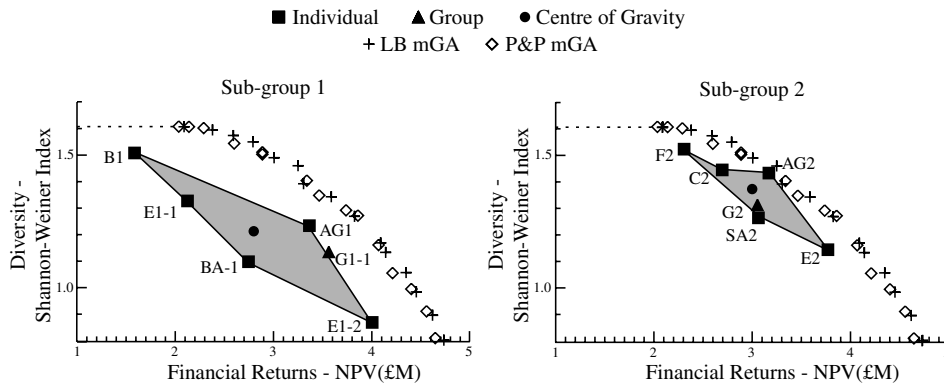 Individual Group Centre of Gravity
LB mGA P&P mGA
Sub-group 1
Diversity -
Shannon-Weiner Index
1.5
1.0
B1
E1-1
BA-1
AG1
G1-1
E1-2
1 2 3 4 5
Financial Returns - NPV(£M)
Sub-group 2
Diversity -
Shannon-Weiner Index
1.5
1.0
F2
C2
AG2
G2
SA2
E2
1 2 3 4
Financial Returns - NPV(£M)